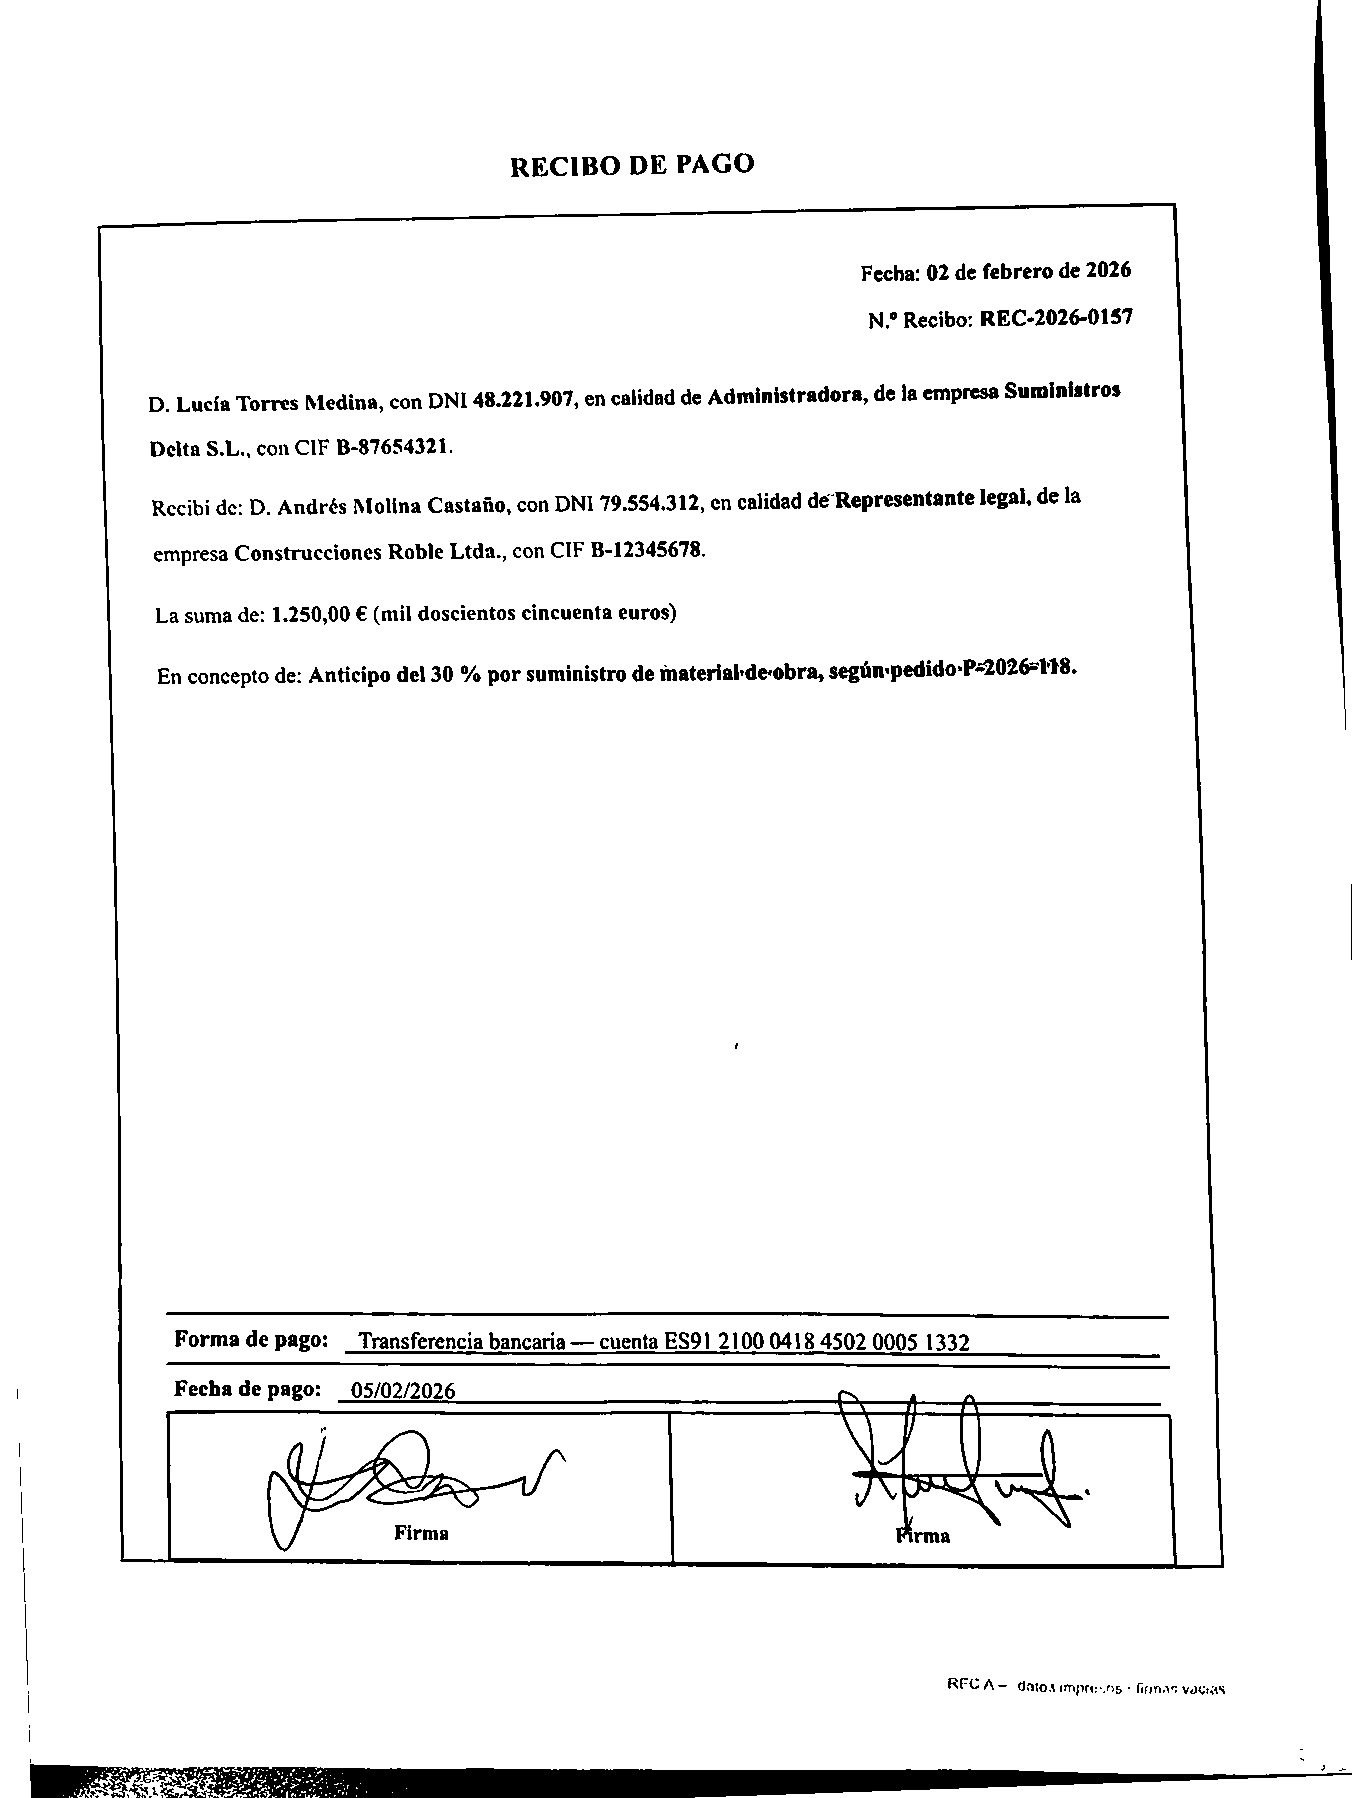 RECIBO DE PAGO
Fecha: 02 de febrero de 2026
N.º Recibo: REC-2026-0157
D. Lucía Torres Medina, con DNI 48.221.907, en calidad de Administradora, de la empresa Suministros
Delta S.L., con CIF B-87654321.
Recibí de: D. Andrés Molina Castaño, con DNI 79.554.312, en calidad de Representante legal, de la
empresa Construcciones Roble Ltda., con CIF B-12345678.
La suma de: 1.250,00 € (mil doscientos cincuenta euros)
En concepto de: Anticipo del 30 % por suministro de material de obra, según pedido P-2026-118.
Forma de pago: Transferencia bancaria — cuenta ES91 2100 0418 4502 0005 1332
Fecha de pago: 05/02/2026
Firma Firma
REC A – datos impresos · firmas vacías